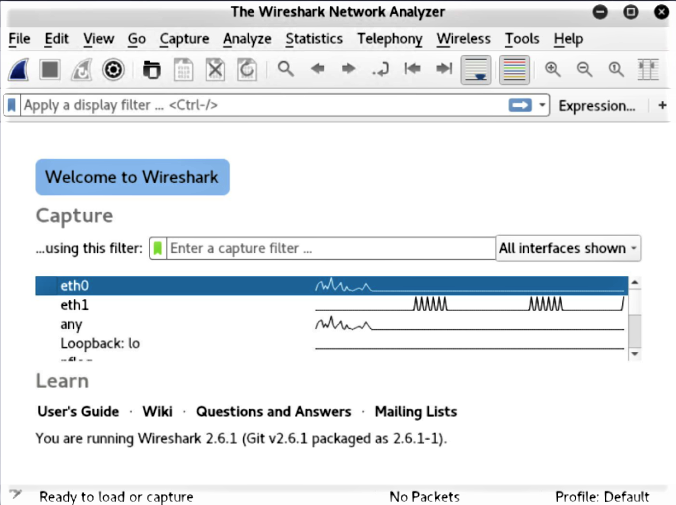 The Wireshark Network Analyzer
File Edit View Go Capture Analyze Statistics Telephony Wireless Tools Help
Apply a display filter ... <Ctrl-/> Expression... +
Welcome to Wireshark
Capture
...using this filter: Enter a capture filter ... All interfaces shown
eth0
eth1
any
Loopback: lo
Learn
User's Guide · Wiki · Questions and Answers · Mailing Lists
You are running Wireshark 2.6.1 (Git v2.6.1 packaged as 2.6.1-1).
Ready to load or capture No Packets Profile: Default